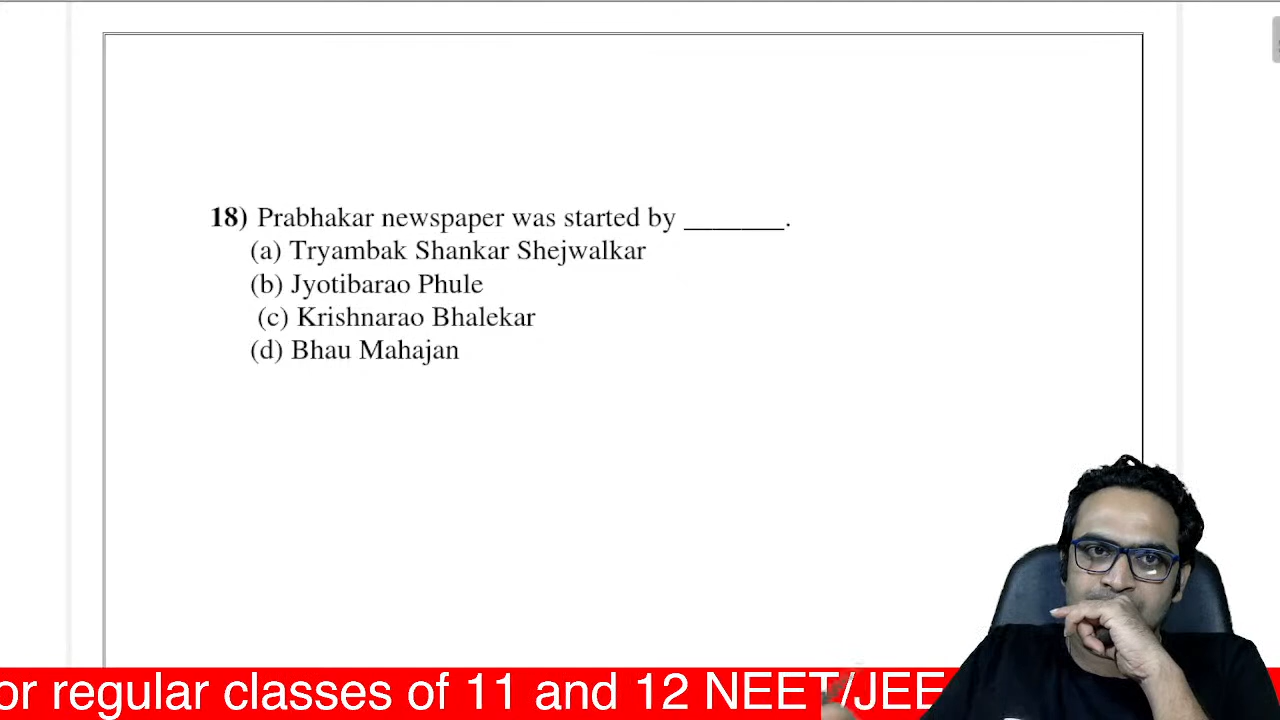 18) Prabhakar newspaper was started by _______.
(a) Tryambak Shankar Shejwalkar
(b) Jyotibarao Phule
(c) Krishnarao Bhalekar
(d) Bhau Mahajan
or regular classes of 11 and 12 NEET/JEE